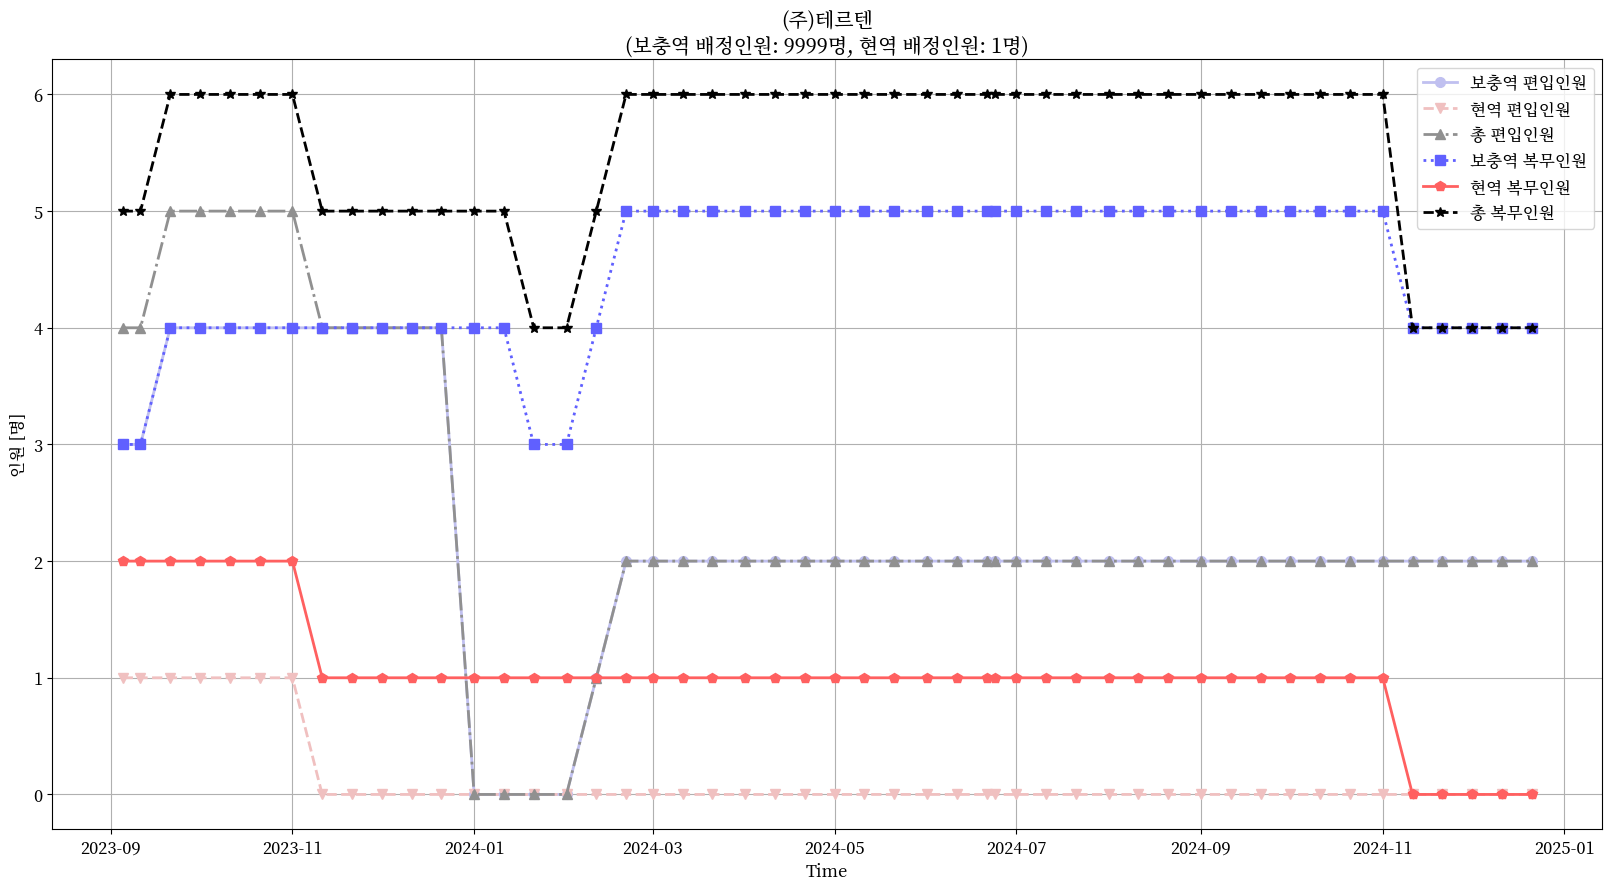 (주)테르텐
(보충역 배정인원: 9999명, 현역 배정인원: 1명)
보충역 편입인원
현역 편입인원
총 편입인원
보충역 복무인원
현역 복무인원
총 복무인원
인원 [명]
6
5
4
3
2
1
0
2023-09 2023-11 2024-01 2024-03 2024-05 2024-07 2024-09 2024-11 2025-01
Time